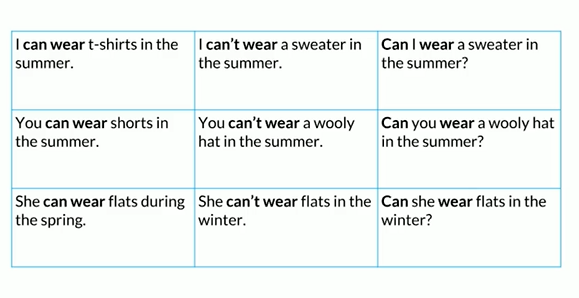 I can wear t-shirts in the
summer.
I can’t wear a sweater in
the summer.
Can I wear a sweater in
the summer?
You can wear shorts in
the summer.
You can’t wear a wooly
hat in the summer.
Can you wear a wooly hat
in the summer?
She can wear flats during
the spring.
She can’t wear flats in the
winter.
Can she wear flats in the
winter?